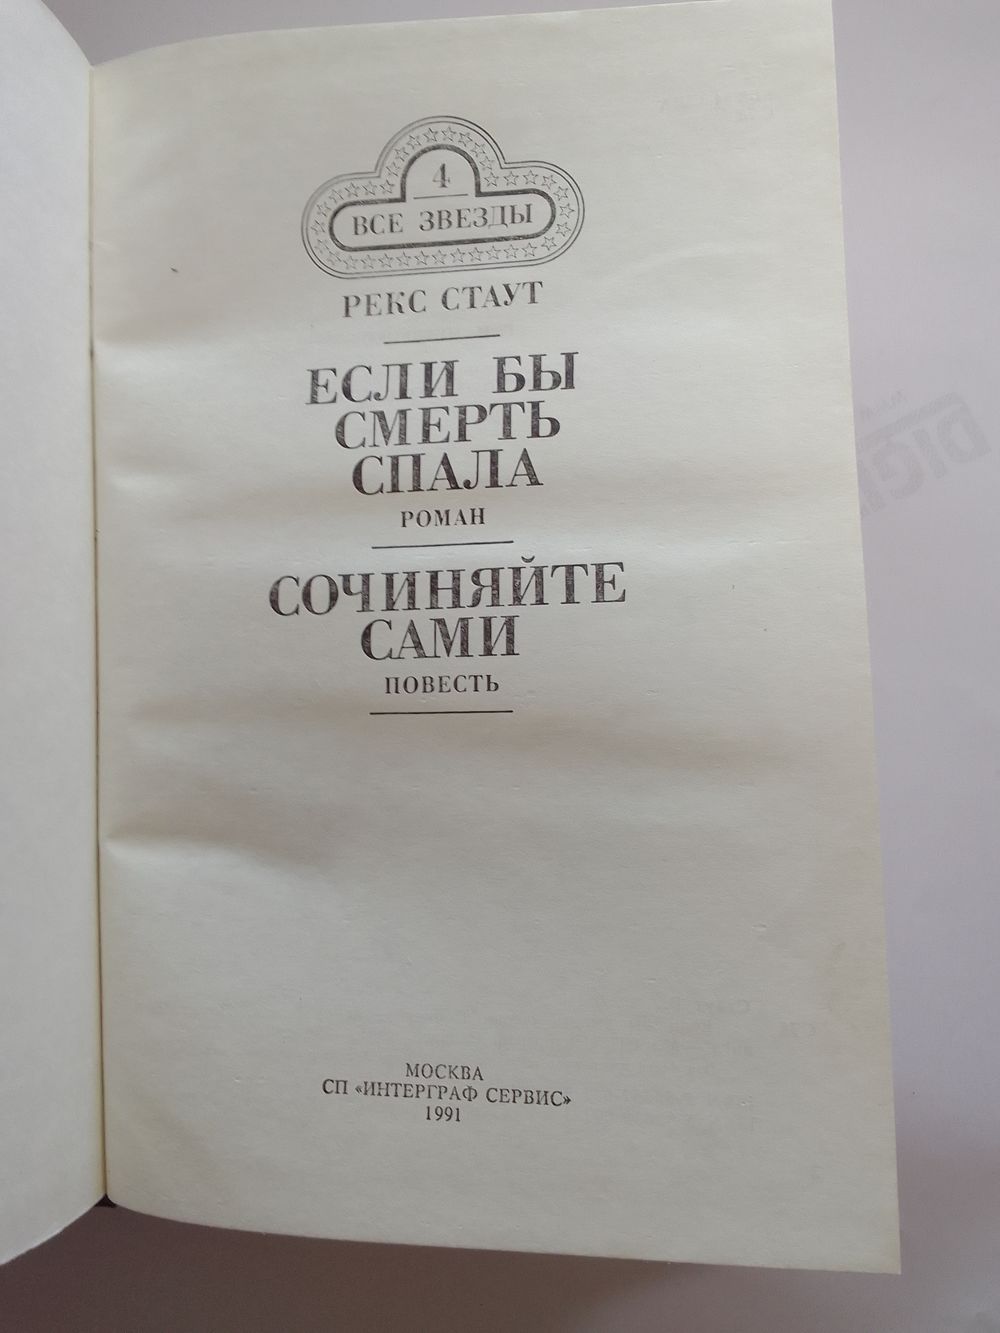 4
ВСЕ ЗВЕЗДЫ
РЕКС СТАУТ
ЕСЛИ БЫ
СМЕРТЬ
СПАЛА
РОМАН
СОЧИНЯЙТЕ
САМИ
ПОВЕСТЬ
МОСКВА
СП «ИНТЕРГРАФ СЕРВИС»
1991